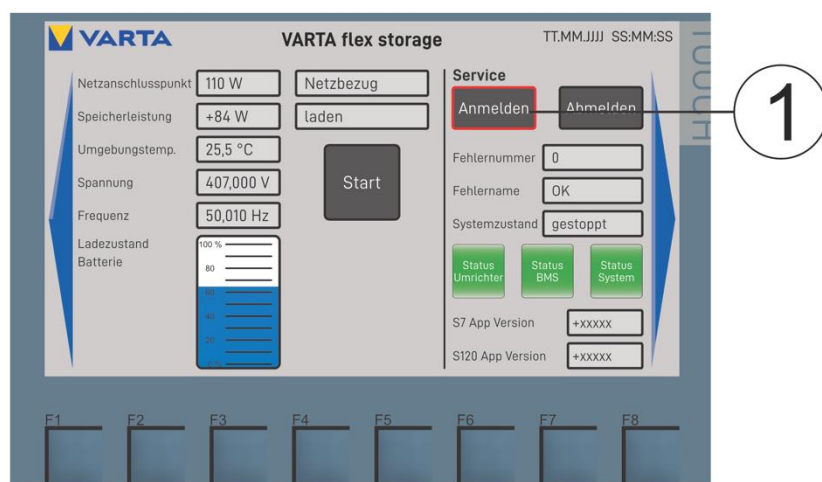 VARTA
VARTA flex storage
TT.MM.JJJJ SS:MM:SS
TOUCH
Netzanschlusspunkt 110 W Netzbezug
Speicherleistung +84 W laden
Umgebungstemp. 25,5 °C
Spannung 407,000 V
Frequenz 50,010 Hz
Start
Ladezustand
Batterie
100 %
80
60
40
20
0 %
Service
Anmelden Abmelden
1
Fehlernummer 0
Fehlername OK
Systemzustand gestoppt
Status
Umrichter
Status
BMS
Status
System
S7 App Version +xxxxx
S120 App Version +xxxxx
F1 F2 F3 F4 F5 F6 F7 F8